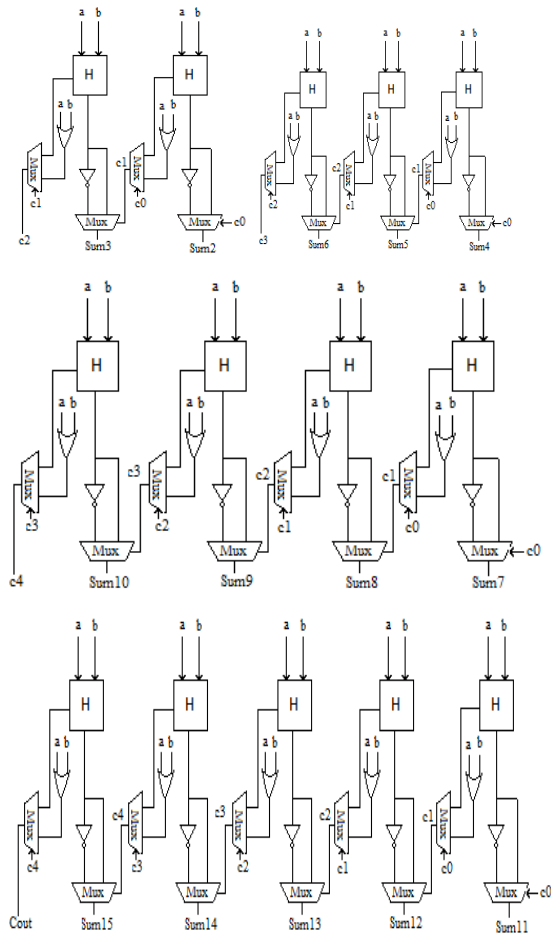 a b a b a b a b a b
H H H H H
a b a b a b a b a b
Mux c1 Mux Mux c2 Mux c1 Mux
c1 c0 c2 c1 c0
Mux Mux c0 Mux Mux Mux c0
c2 Sum3 Sum2 c3 Sum6 Sum5 Sum4
a b a b a b a b
H H H H
a b a b a b a b
Mux c3 Mux c2 Mux c1 Mux
c3 c2 c1 c0
Mux Mux Mux Mux c0
c4 Sum10 Sum9 Sum8 Sum7
a b a b a b a b a b
H H H H H
a b a b a b a b a b
Mux c4 Mux c3 Mux c2 Mux c1 Mux
c4 c3 c2 c1 c0
Mux Mux Mux Mux Mux c0
Cout Sum15 Sum14 Sum13 Sum12 Sum11